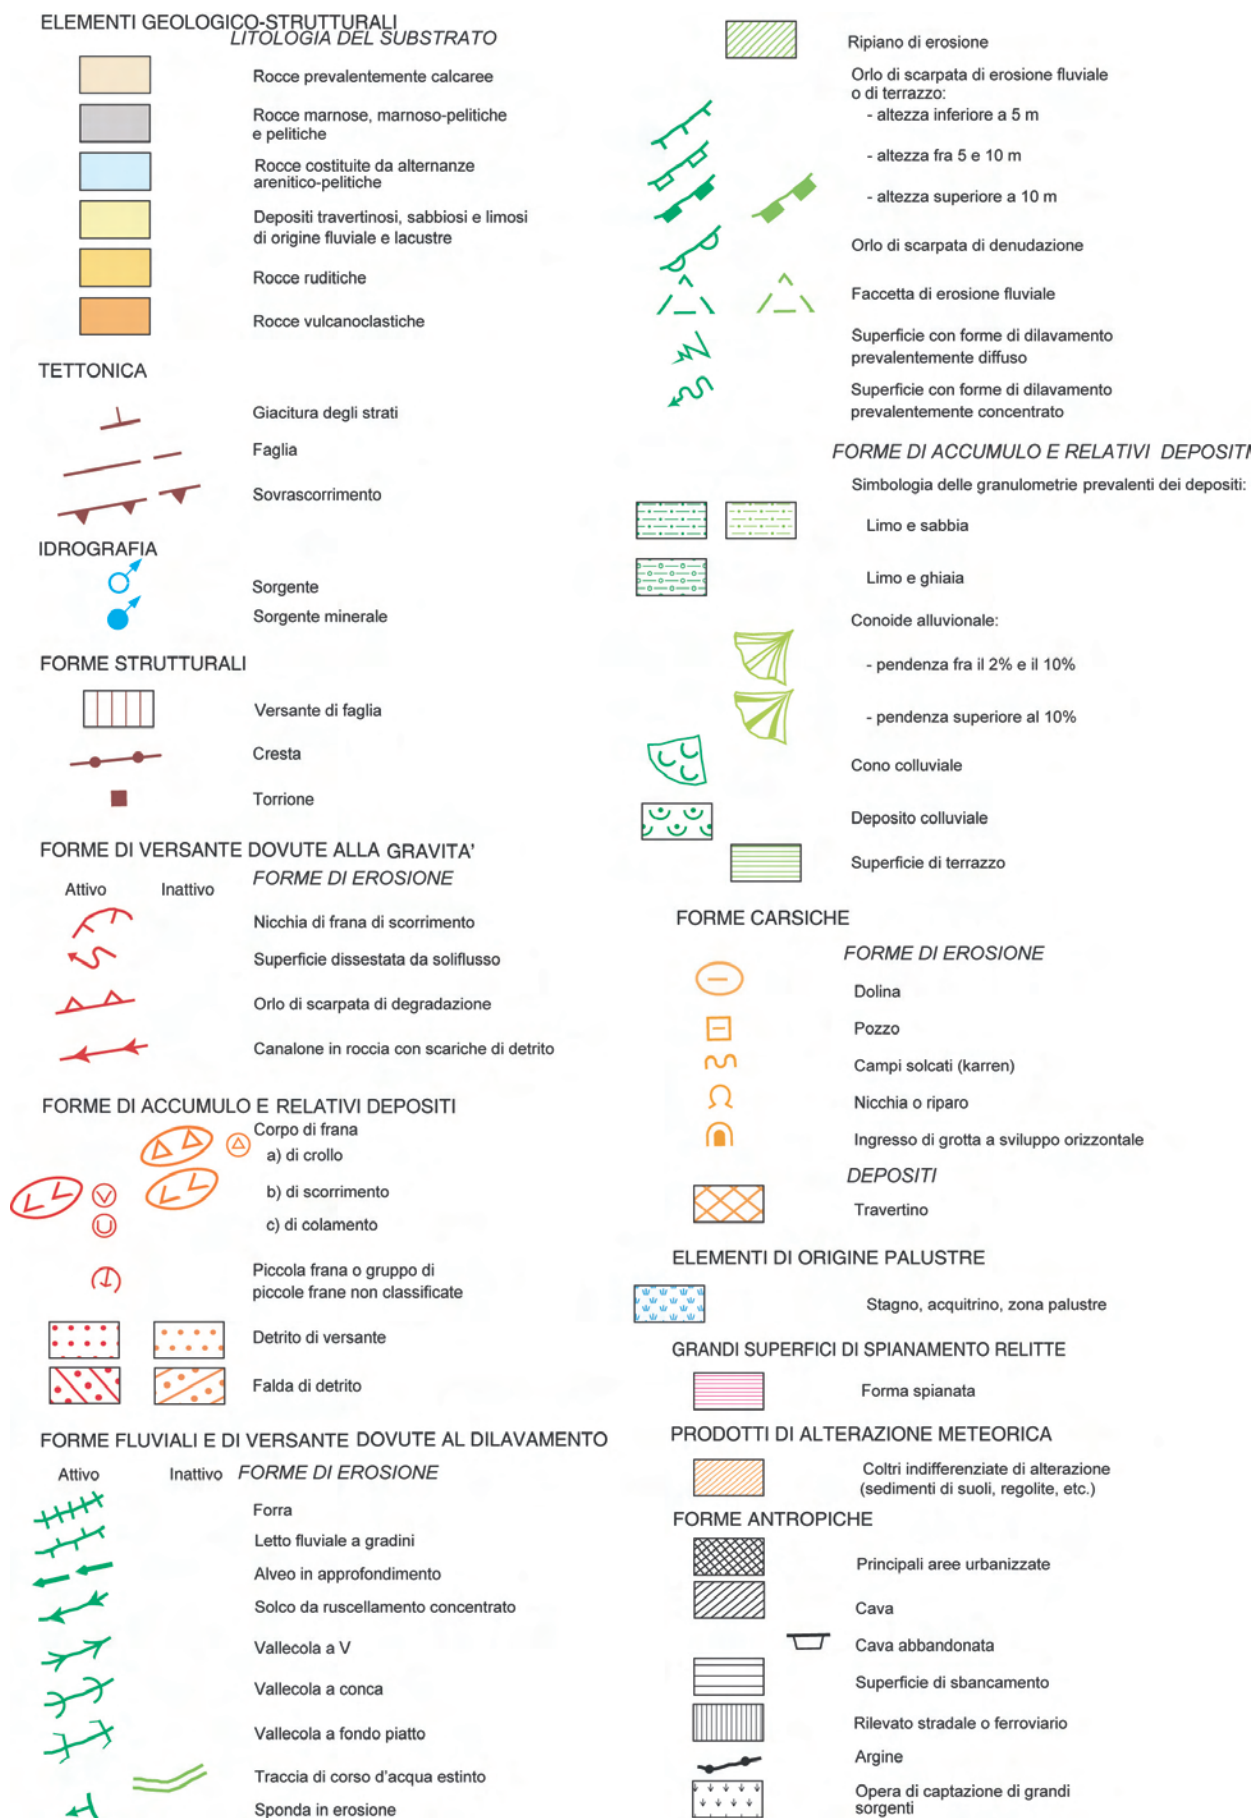 ELEMENTI GEOLOGICO-STRUTTURALI
LITOLOGIA DEL SUBSTRATO
Rocce prevalentemente calcaree
Rocce marnose, marnoso-pelitiche
e pelitiche
Rocce costituite da alternanze
arenitico-pelitiche
Depositi travertinosi, sabbiosi e limosi
di origine fluviale e lacustre
Rocce ruditiche
Rocce vulcanoclastiche
TETTONICA
Giacitura degli strati
Faglia
Sovrascorrimento
IDROGRAFIA
Sorgente
Sorgente minerale
FORME STRUTTURALI
Versante di faglia
Cresta
Torrione
FORME DI VERSANTE DOVUTE ALLA GRAVITA'
Attivo Inattivo FORME DI EROSIONE
Nicchia di frana di scorrimento
Superficie dissestata da soliflusso
Orlo di scarpata di degradazione
Canalone in roccia con scariche di detrito
FORME DI ACCUMULO E RELATIVI DEPOSITI
Corpo di frana
a) di crollo
b) di scorrimento
c) di colamento
Piccola frana o gruppo di
piccole frane non classificate
Detrito di versante
Falda di detrito
FORME FLUVIALI E DI VERSANTE DOVUTE AL DILAVAMENTO
Attivo Inattivo FORME DI EROSIONE
Forra
Letto fluviale a gradini
Alveo in approfondimento
Solco da ruscellamento concentrato
Vallecola a V
Vallecola a conca
Vallecola a fondo piatto
Traccia di corso d'acqua estinto
Sponda in erosione
Ripiano di erosione
Orlo di scarpata di erosione fluviale
o di terrazzo:
- altezza inferiore a 5 m
- altezza fra 5 e 10 m
- altezza superiore a 10 m
Orlo di scarpata di denudazione
Faccetta di erosione fluviale
Superficie con forme di dilavamento
prevalentemente diffuso
Superficie con forme di dilavamento
prevalentemente concentrato
FORME DI ACCUMULO E RELATIVI DEPOSITI
Simbologia delle granulometrie prevalenti dei depositi:
Limo e sabbia
Limo e ghiaia
Conoide alluvionale:
- pendenza fra il 2% e il 10%
- pendenza superiore al 10%
Cono colluviale
Deposito colluviale
Superficie di terrazzo
FORME CARSICHE
FORME DI EROSIONE
Dolina
Pozzo
Campi solcati (karren)
Nicchia o riparo
Ingresso di grotta a sviluppo orizzontale
DEPOSITI
Travertino
ELEMENTI DI ORIGINE PALUSTRE
Stagno, acquitrino, zona palustre
GRANDI SUPERFICI DI SPIANAMENTO RELITTE
Forma spianata
PRODOTTI DI ALTERAZIONE METEORICA
Coltri indifferenziate di alterazione
(sedimenti di suoli, regolite, etc.)
FORME ANTROPICHE
Principali aree urbanizzate
Cava
Cava abbandonata
Superficie di sbancamento
Rilevato stradale o ferroviario
Argine
Opera di captazione di grandi
sorgenti